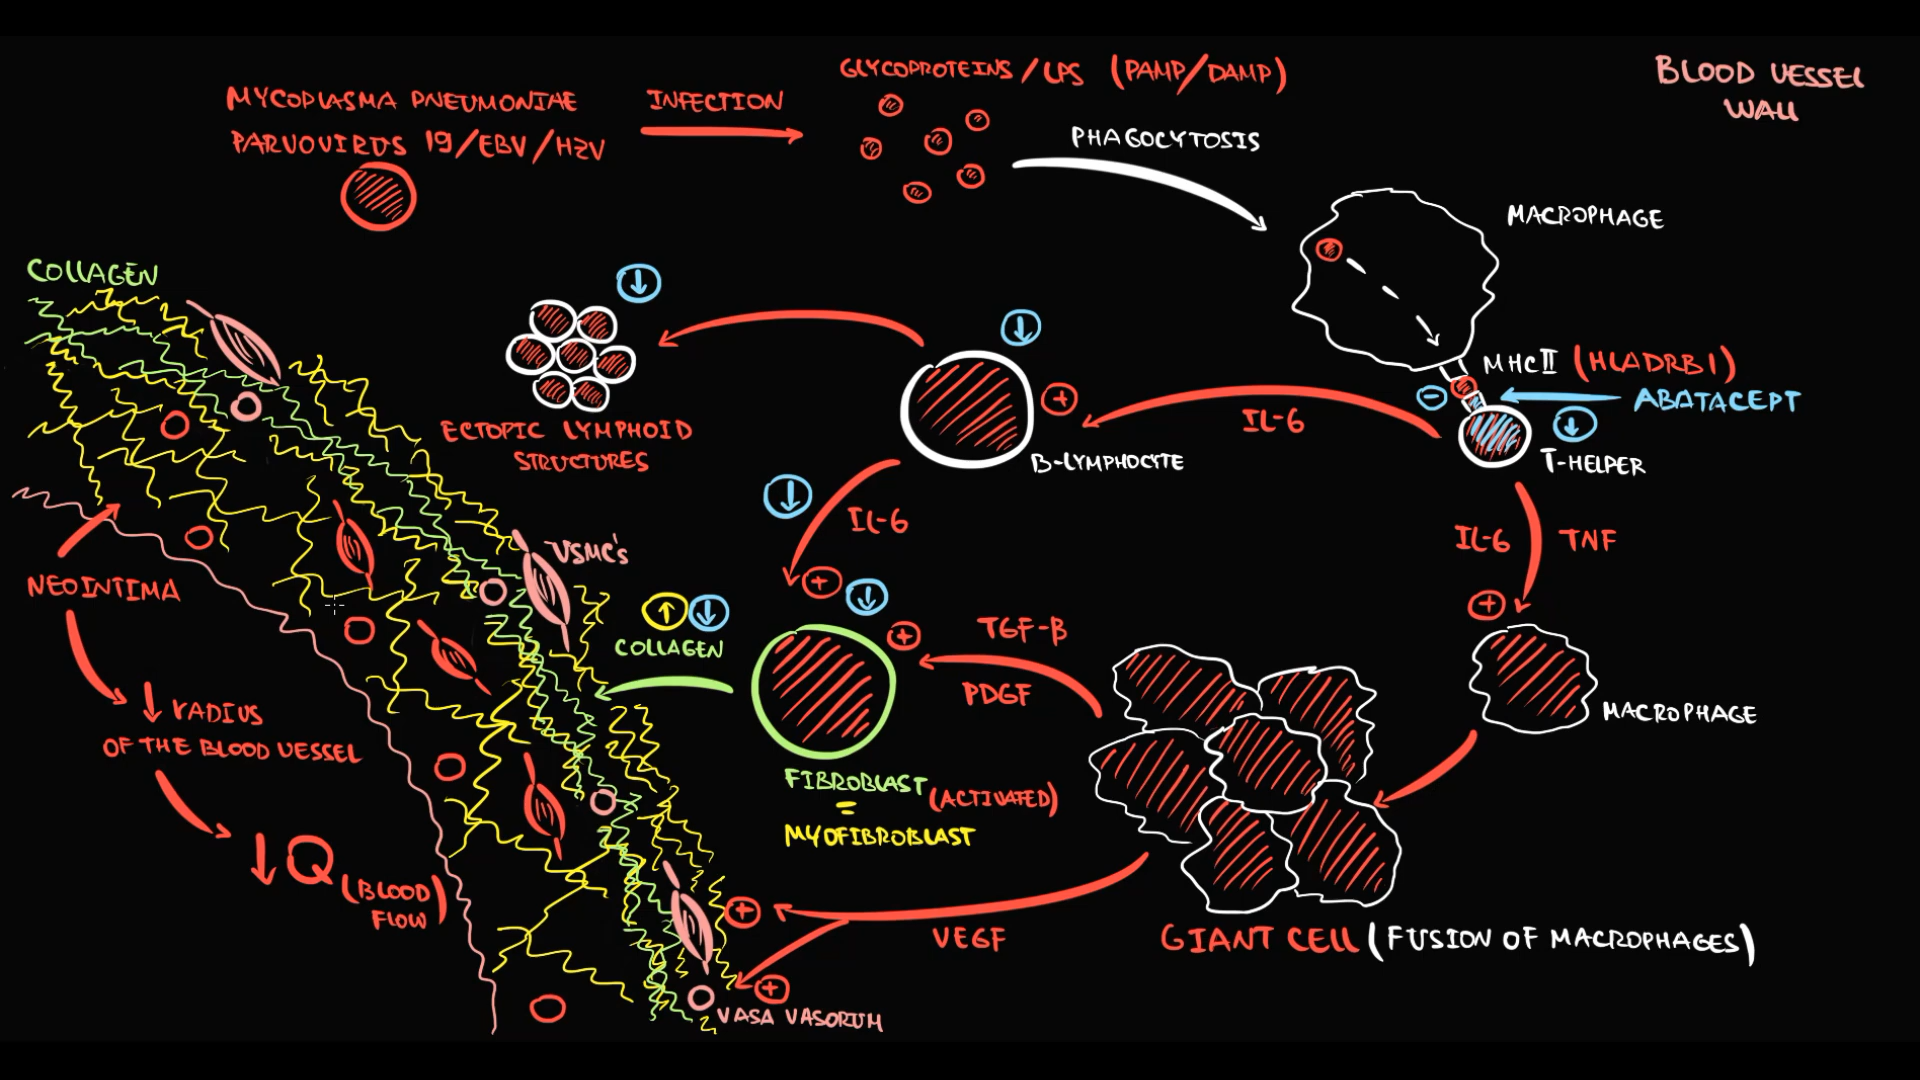 GLYCOPROTEINS/LPS (PAMP/DAMP)
BLOOD VESSEL
WALL
MYCOPLASMA PNEUMONIAE
INFECTION
PARVOVIRUS 19/EBV/HZV
PHAGOCYTOSIS
MACROPHAGE
COLLAGEN
MHC II (HLADRB1)
ABATACEPT
IL-6
T-HELPER
B-LYMPHOCYTE
ECTOPIC LYMPHOID
STRUCTURES
IL-6
IL-6 TNF
VSMC's
NEOINTIMA
COLLAGEN
TGF-β
PDGF
MACROPHAGE
↓ RADIUS
OF THE BLOOD VESSEL
FIBROBLAST (ACTIVATED)
=
MYOFIBROBLAST
↓ Q (BLOOD
FLOW)
VEGF
GIANT CELL (FUSION OF MACROPHAGES)
VASA VASORUM